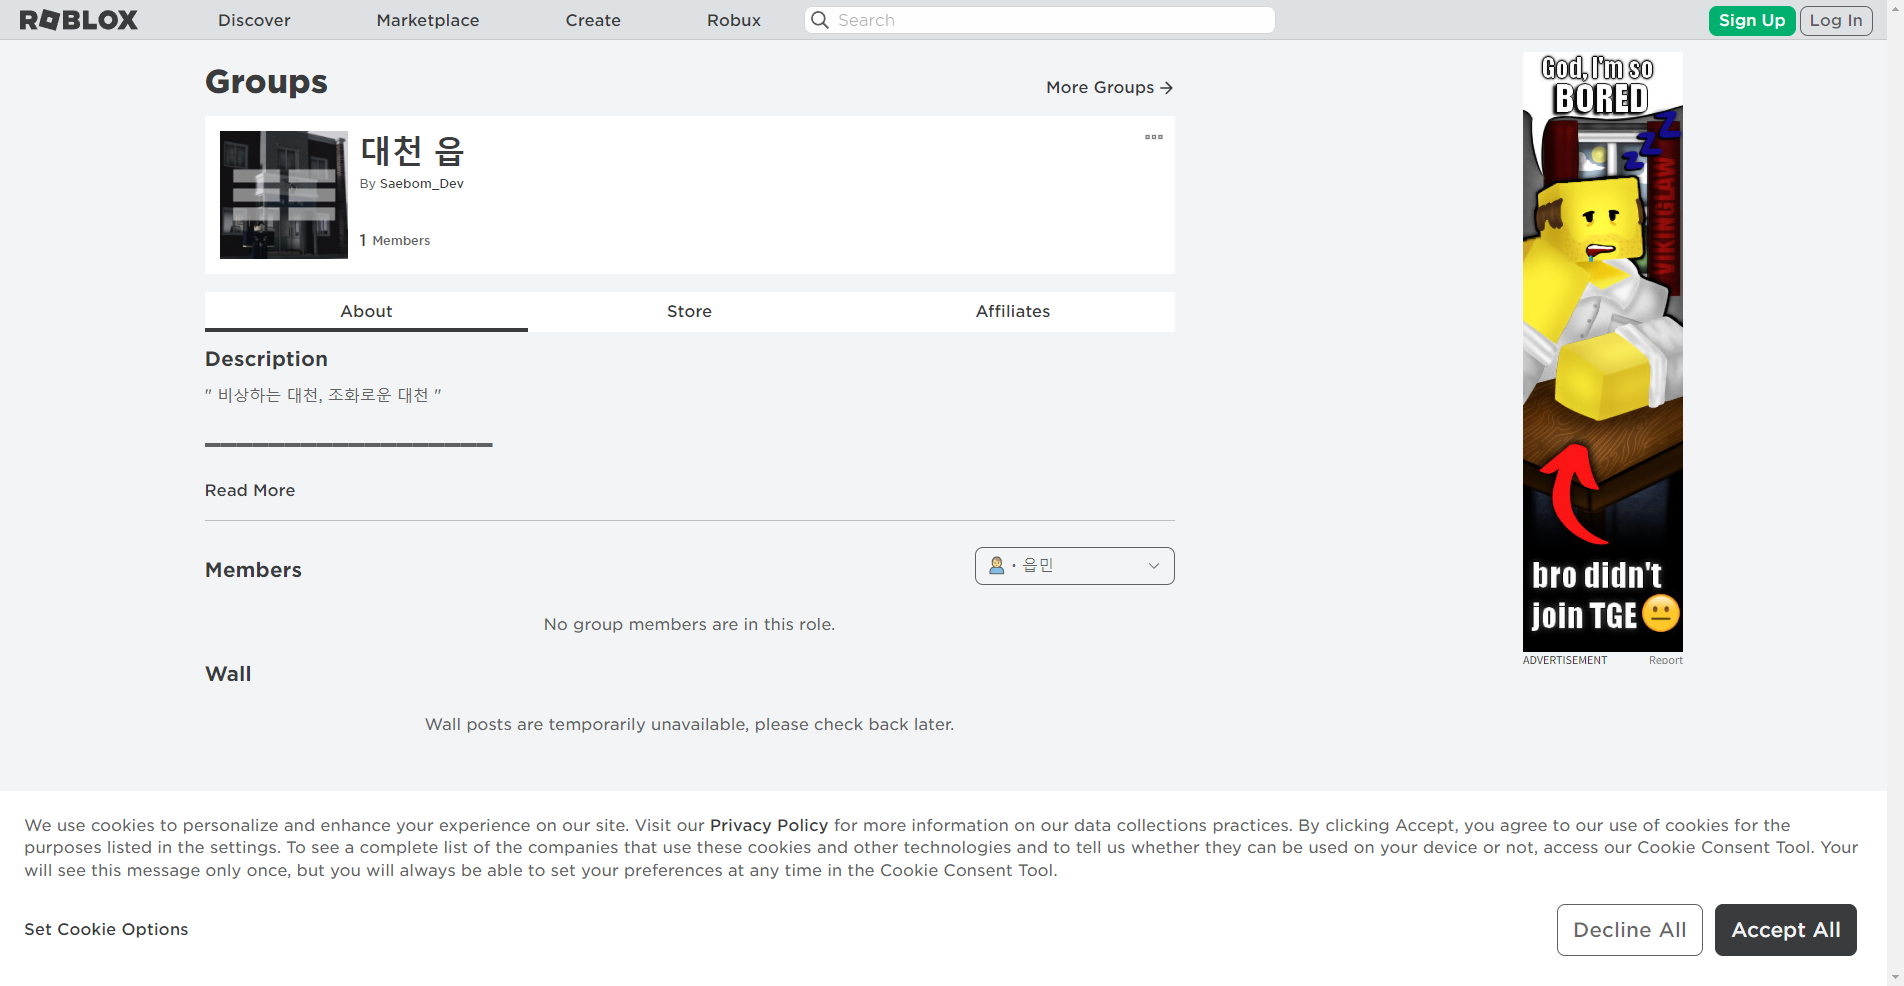 ROBLOX
Discover
Marketplace
Create
Robux
Search
Sign Up
Log In
Groups
More Groups →
대천 읍
By Saebom_Dev
1 Members
About
Store
Affiliates
Description
" 비상하는 대천, 조화로운 대천 "
Read More
Members
• 읍민
No group members are in this role.
Wall
Wall posts are temporarily unavailable, please check back later.
God, I'm so
BORED
ZZZ
VIKINGLAW
bro didn't
join TGE
ADVERTISEMENT
Report
We use cookies to personalize and enhance your experience on our site. Visit our Privacy Policy for more information on our data collections practices. By clicking Accept, you agree to our use of cookies for the
purposes listed in the settings. To see a complete list of the companies that use these cookies and other technologies and to tell us whether they can be used on your device or not, access our Cookie Consent Tool. Your
will see this message only once, but you will always be able to set your preferences at any time in the Cookie Consent Tool.
Set Cookie Options
Decline All
Accept All